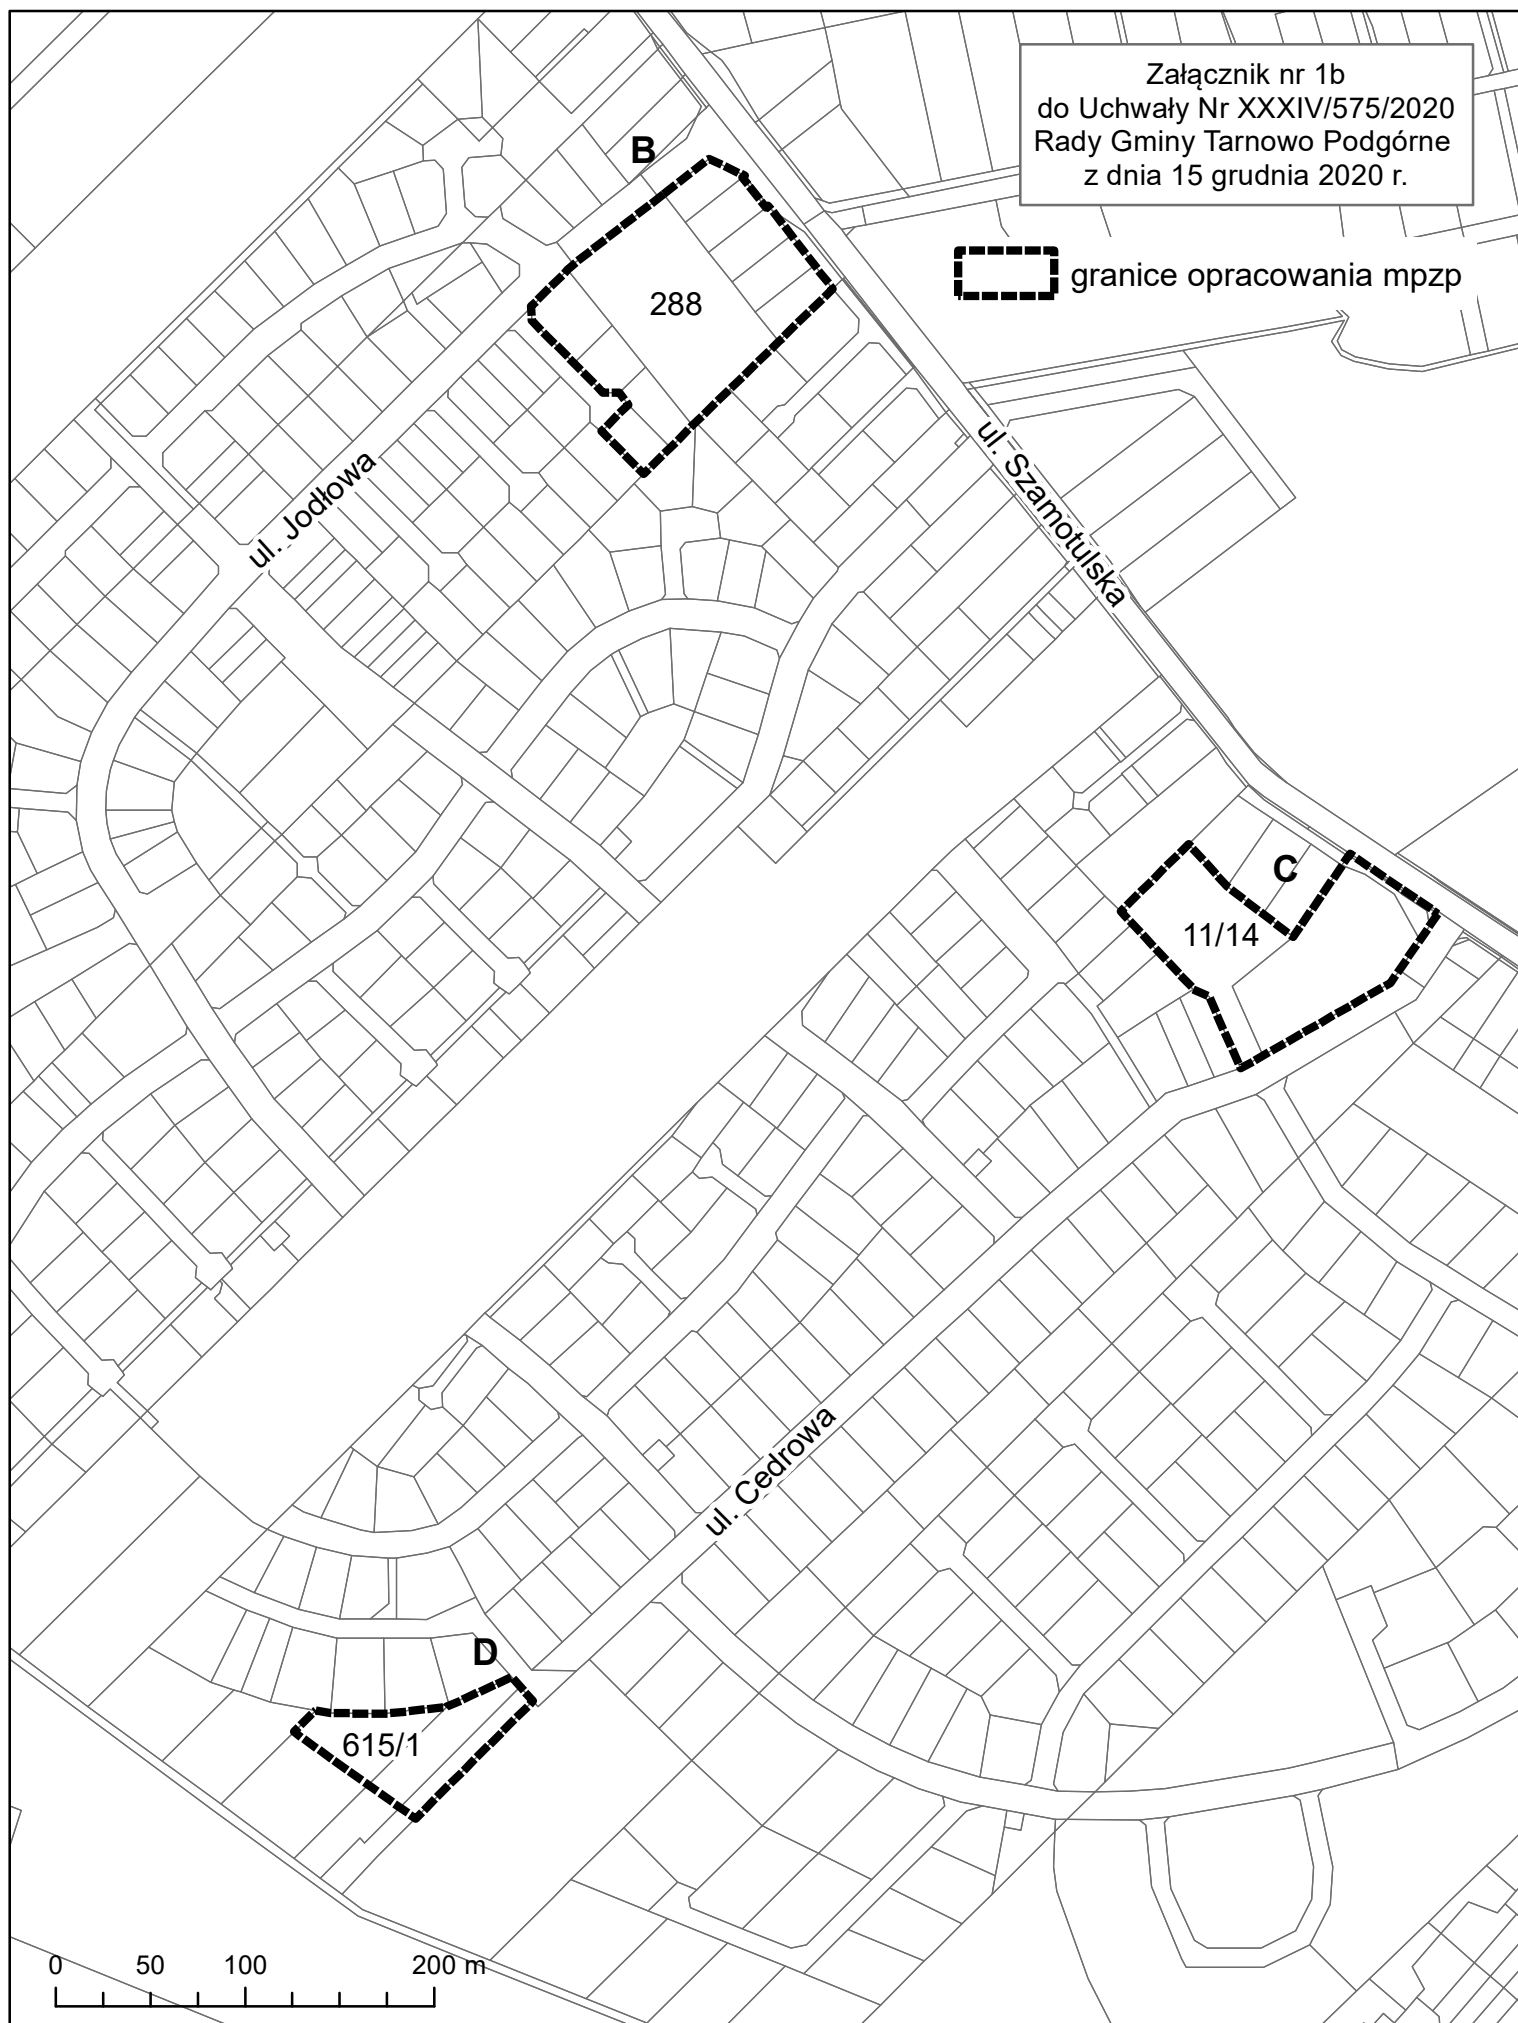 Załącznik nr 1b
do Uchwały Nr XXXIV/575/2020
Rady Gminy Tarnowo Podgórne
z dnia 15 grudnia 2020 r.
granice opracowania mpzp
B
288
ul. Jodłowa
ul. Szamotulska
C
11/14
ul. Cedrowa
D
615/1
0 50 100 200 m